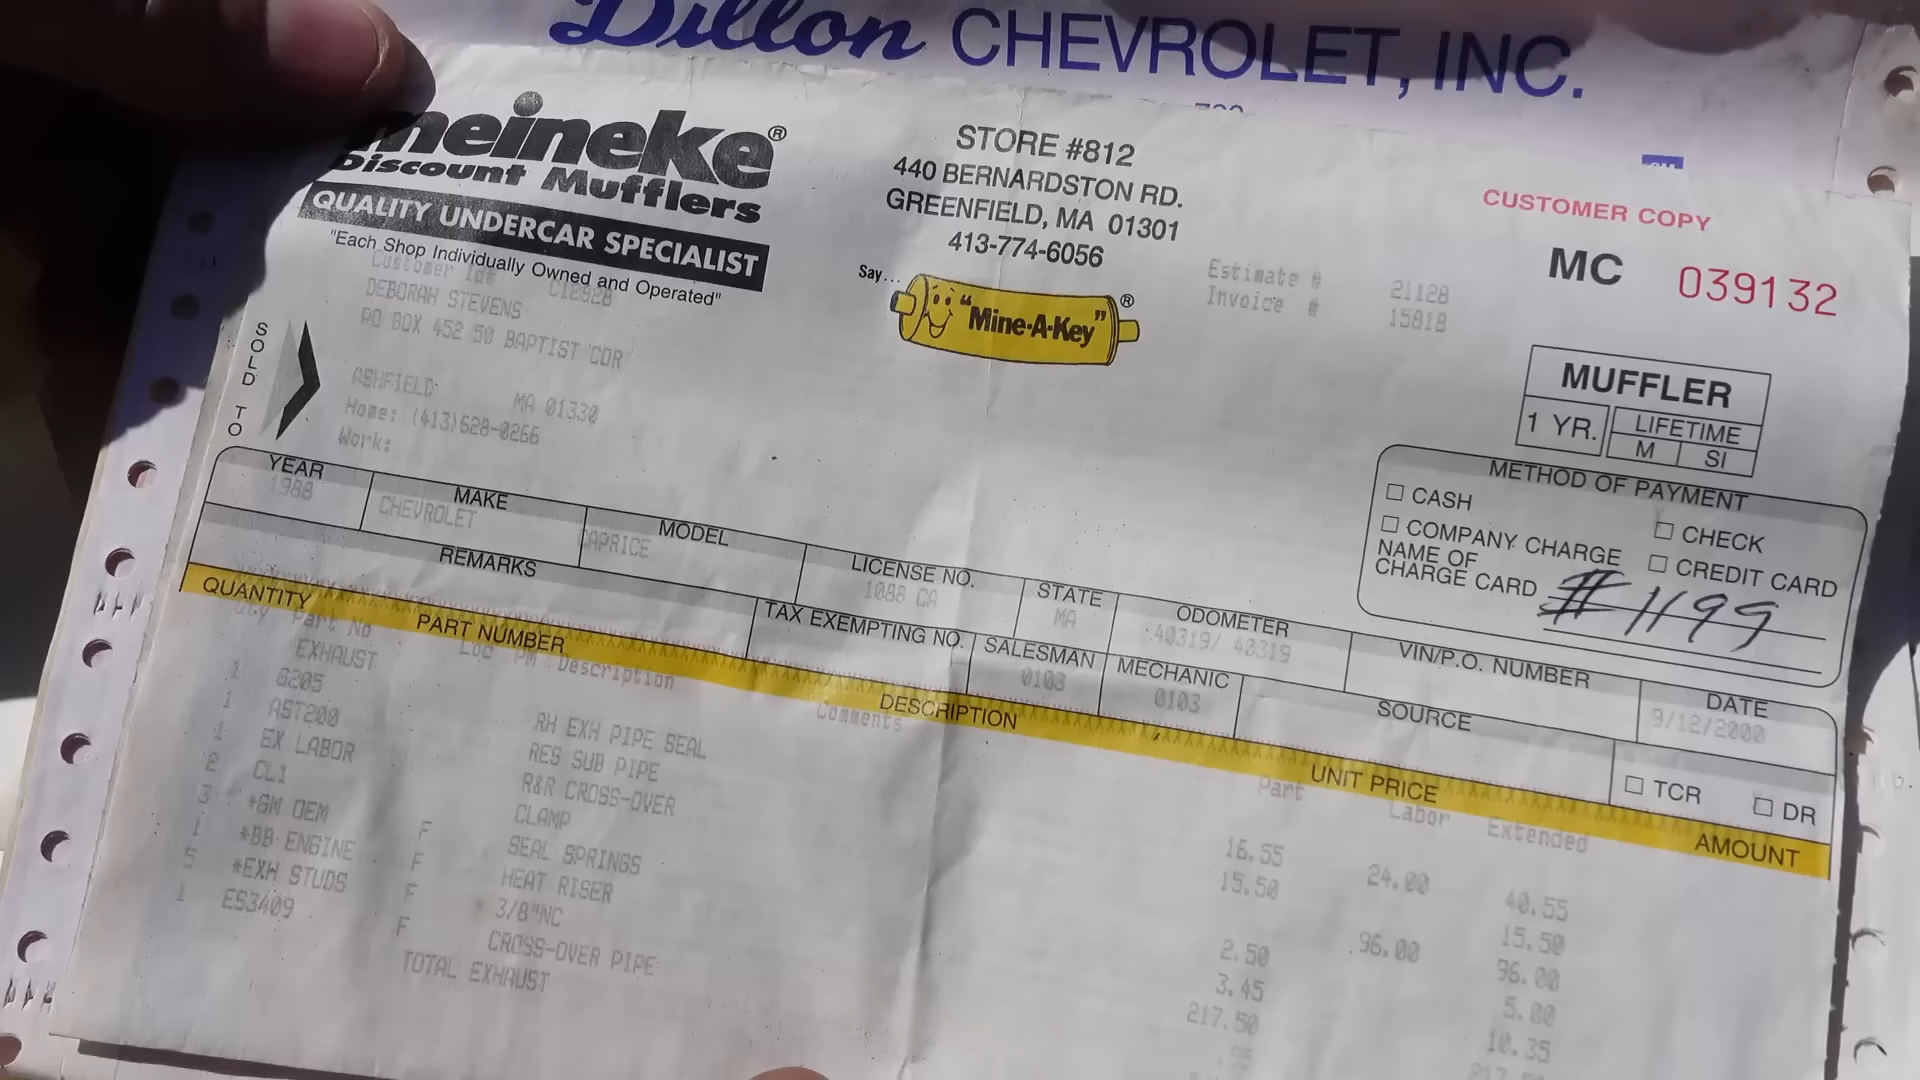 Dillon CHEVROLET, INC.
meineke®
Discount Mufflers
QUALITY UNDERCAR SPECIALIST
"Each Shop Individually Owned and Operated"
STORE #812
440 BERNARDSTON RD.
GREENFIELD, MA 01301
413-774-6056
Say...
"Mine-A-Key" ®
CUSTOMER COPY
MC 039132
Estimate # 21128
Invoice # 15818
Customer Id# C12828
DEBORAH STEVENS
PO BOX 452 50 BAPTIST COR
ASHFIELD MA 01330
Home: (413)628-0266
Work:
SOLD TO
MUFFLER
1 YR. LIFETIME
M SI
METHOD OF PAYMENT
CASH CHECK
COMPANY CHARGE CREDIT CARD
NAME OF
CHARGE CARD #1199
YEAR MAKE MODEL LICENSE NO. STATE ODOMETER VIN/P.O. NUMBER DATE
1988 CHEVROLET CAPRICE 1088 CA MA 40319/ 40319 9/12/2000
REMARKS TAX EXEMPTING NO. SALESMAN MECHANIC SOURCE
0103 0103
TCR DR
QUANTITY PART NUMBER DESCRIPTION UNIT PRICE AMOUNT
Qty Part No Loc PM Description Comments Part Labor Extended
EXHAUST
1 G205 RH EXH PIPE SEAL 16.55 24.00 40.55
1 AST200 RES SUB PIPE 15.50 15.50
1 EX LABOR R&R CROSS-OVER 96.00 96.00
2 CL1 CLAMP 2.50 5.00
3 *GM OEM F SEAL SPRINGS 3.45 10.35
1 *BB ENGINE F HEAT RISER 217.50
5 *EXH STUDS F 3/8"NC
1 ES3409 F CROSS-OVER PIPE
TOTAL EXHAUST